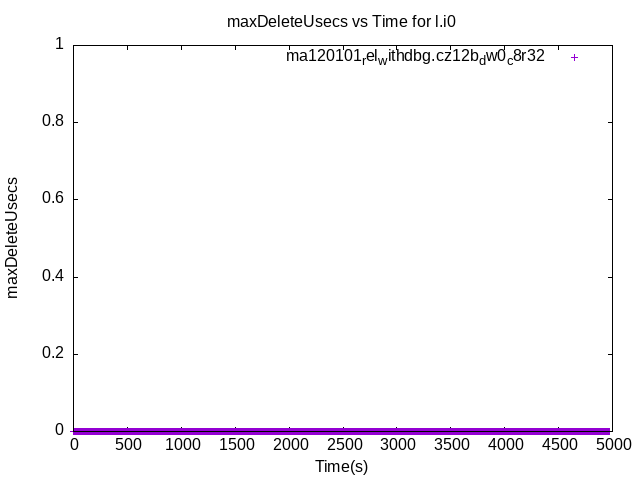 maxDeleteUsecs vs Time for l.i0
ma120101relwithdbg.cz12bdw0c8r32
1
0.8
0.6
0.4
0.2
0
maxDeleteUsecs
0 500 1000 1500 2000 2500 3000 3500 4000 4500 5000
Time(s)